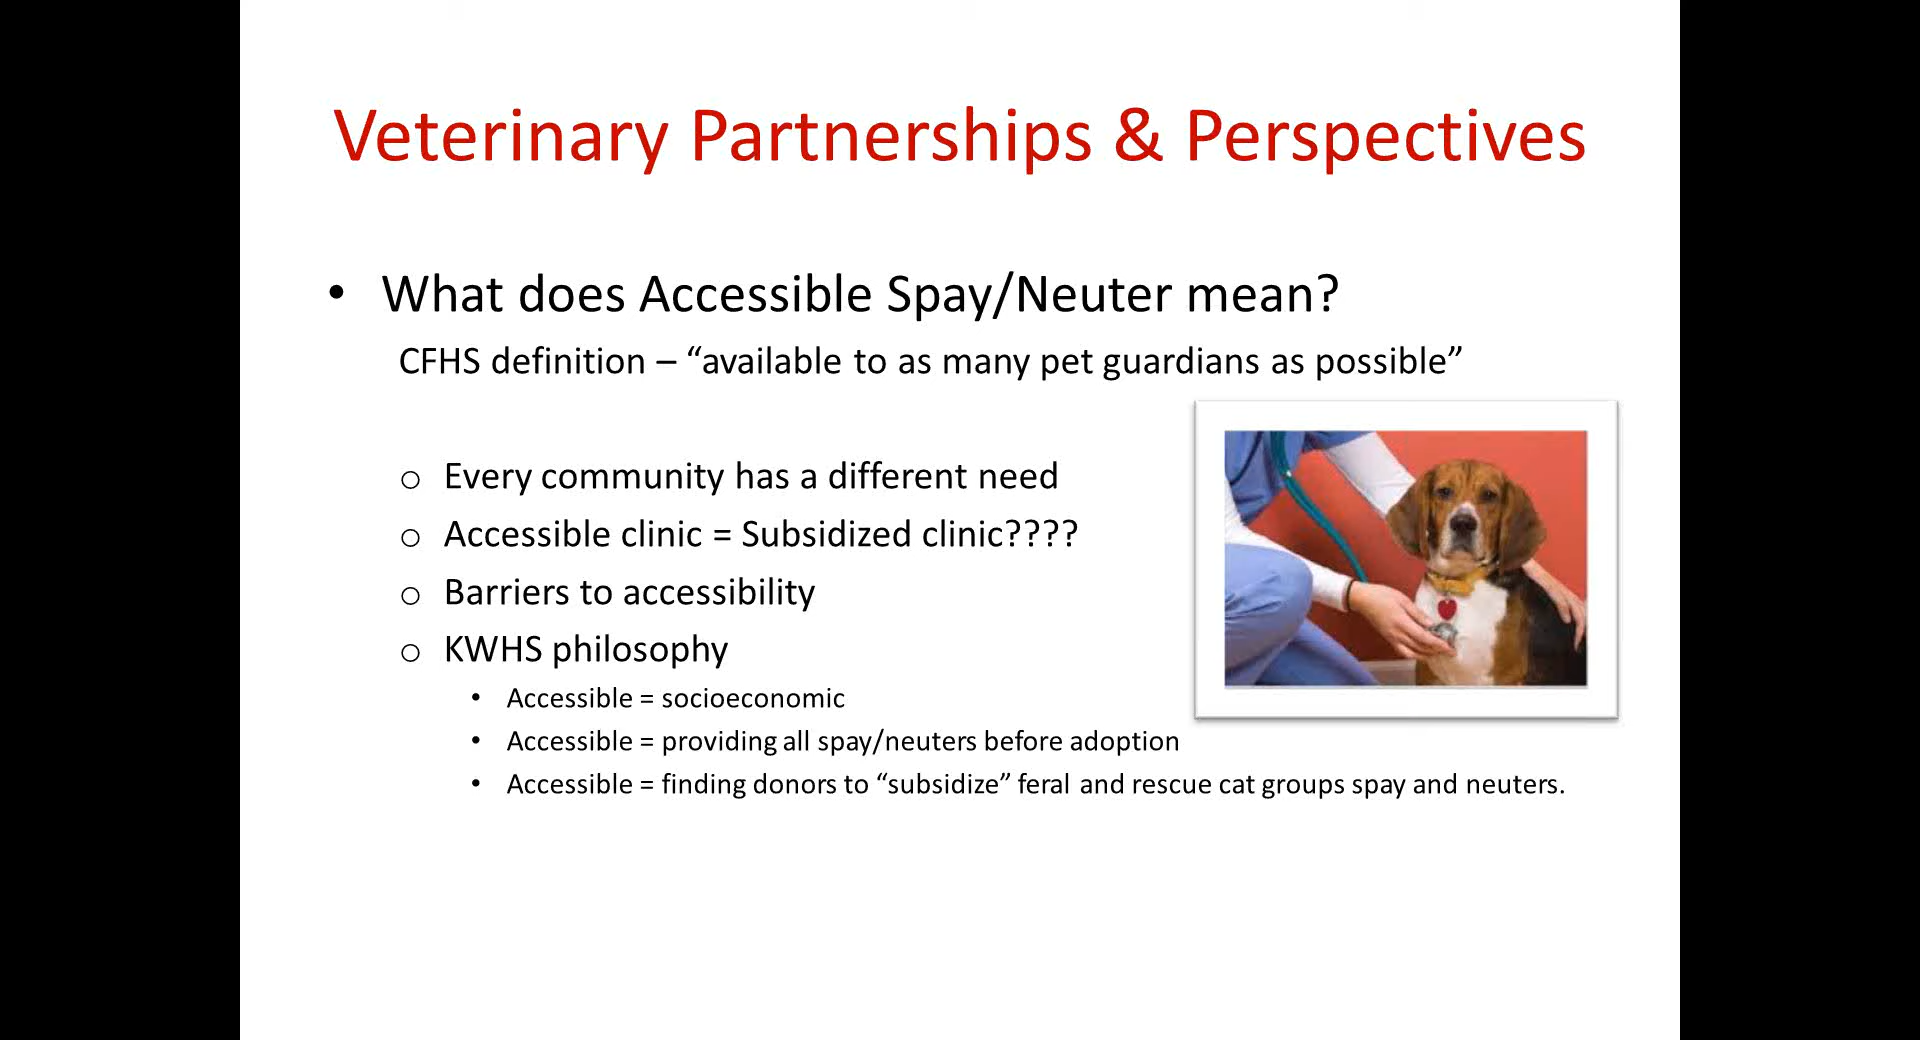 Veterinary Partnerships & Perspectives
• What does Accessible Spay/Neuter mean?
CFHS definition – “available to as many pet guardians as possible”
o Every community has a different need
o Accessible clinic = Subsidized clinic????
o Barriers to accessibility
o KWHS philosophy
• Accessible = socioeconomic
• Accessible = providing all spay/neuters before adoption
• Accessible = finding donors to “subsidize” feral and rescue cat groups spay and neuters.